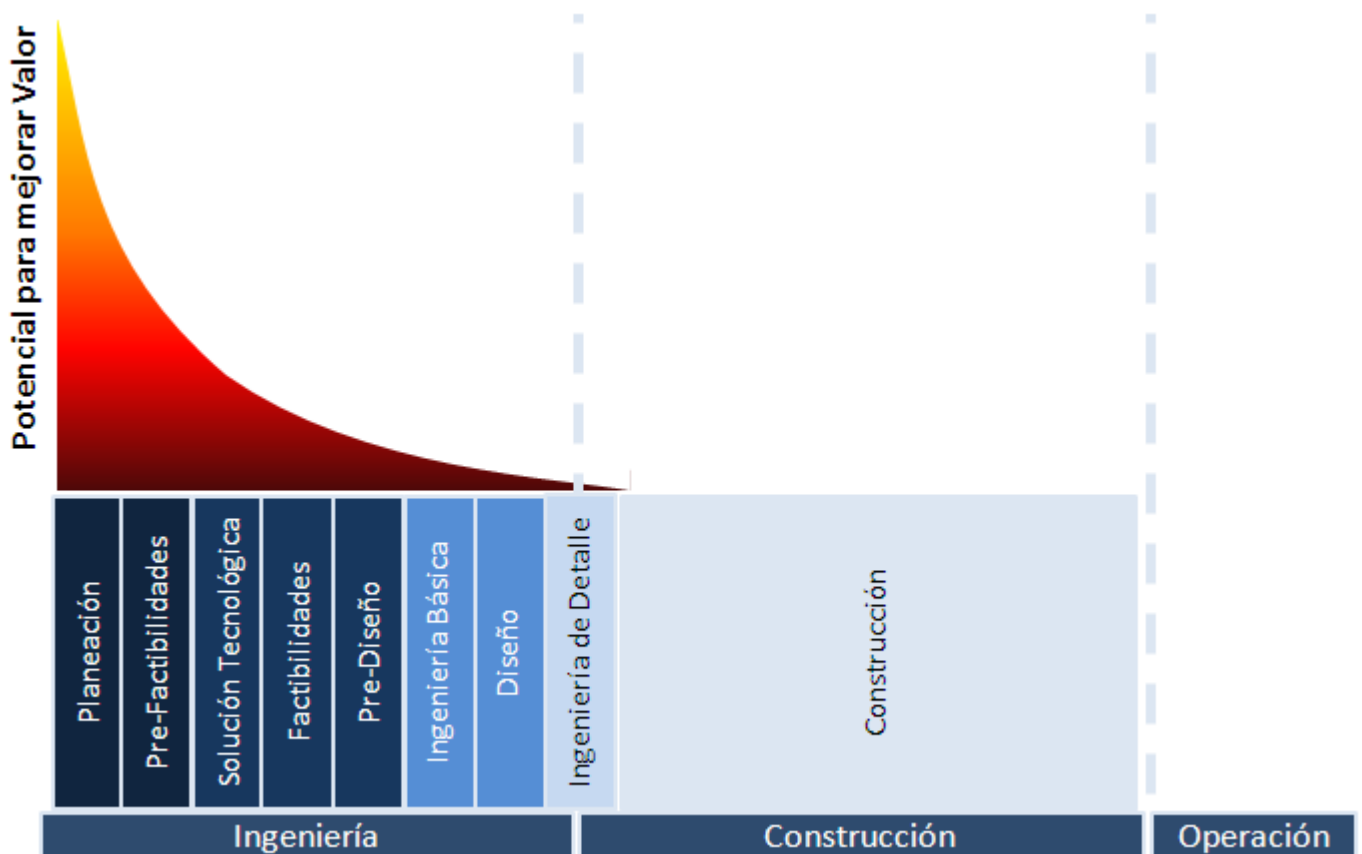 Potencial para mejorar Valor
Planeación
Pre-Factibilidades
Solución Tecnológica
Factibilidades
Pre-Diseño
Ingeniería Básica
Diseño
Ingeniería de Detalle
Construcción
Ingeniería
Construcción
Operación